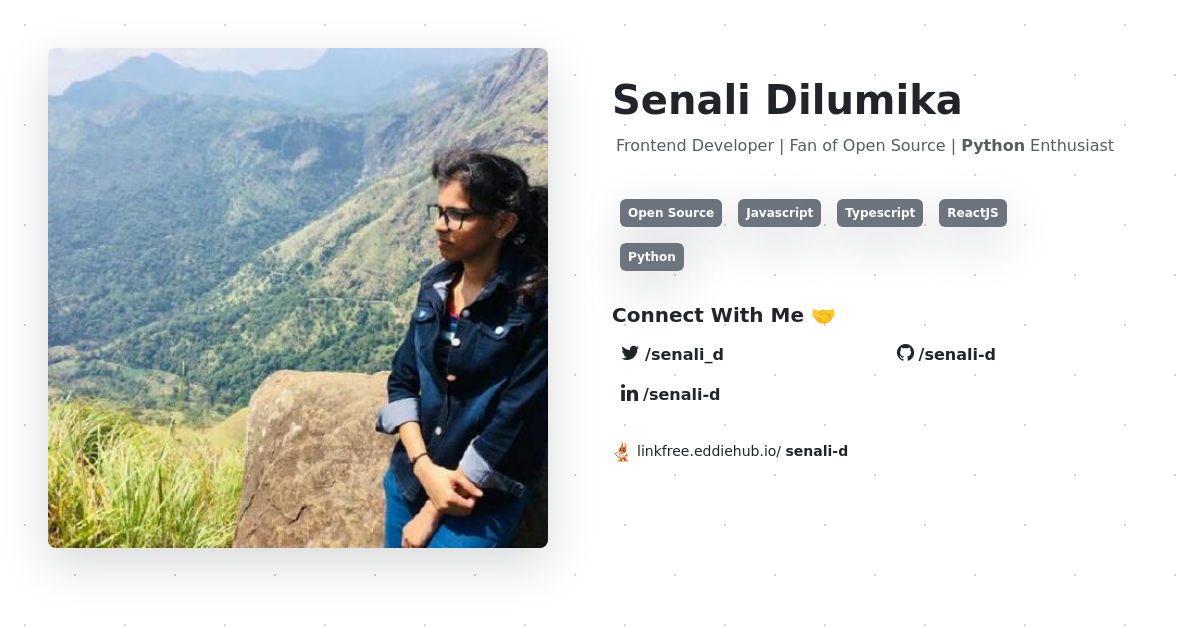 Senali Dilumika
Frontend Developer | Fan of Open Source | Python Enthusiast
Open Source Javascript Typescript ReactJS
Python
Connect With Me 🤝
/senali_d /senali-d
/senali-d
linkfree.eddiehub.io/ senali-d